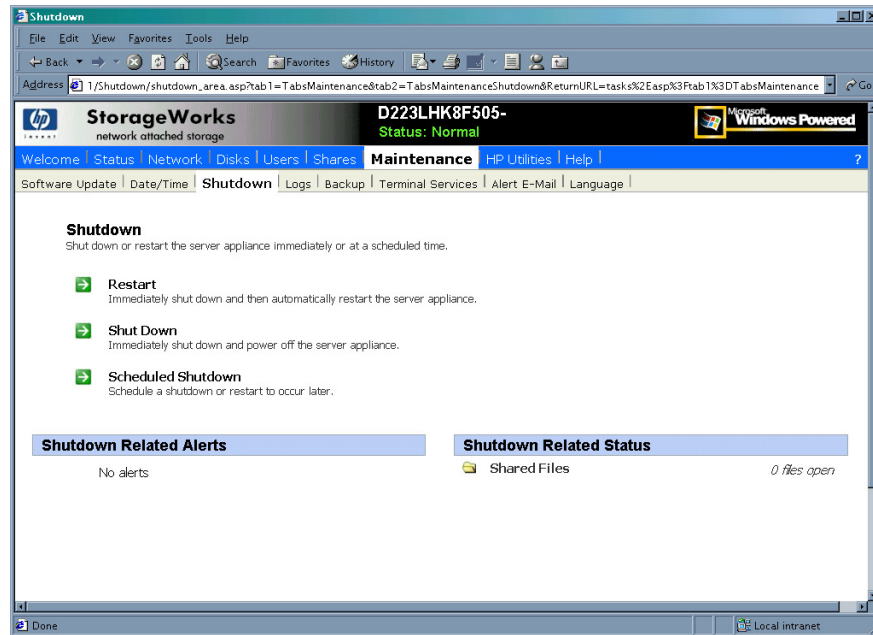 Shutdown
File Edit View Favorites Tools Help
Back Search Favorites History
Address 1/Shutdown/shutdown_area.asp?tab1=TabsMaintenance&tab2=TabsMaintenanceShutdown&ReturnURL=tasks%2Easp%3Ftab1%3DTabsMaintenance Go
hp StorageWorks D223LHK8F505- Microsoft Windows Powered
invent network attached storage Status: Normal
Welcome Status Network Disks Users Shares Maintenance HP Utilities Help ?
Software Update Date/Time Shutdown Logs Backup Terminal Services Alert E-Mail Language
Shutdown
Shut down or restart the server appliance immediately or at a scheduled time.
Restart
Immediately shut down and then automatically restart the server appliance.
Shut Down
Immediately shut down and power off the server appliance.
Scheduled Shutdown
Schedule a shutdown or restart to occur later.
Shutdown Related Alerts Shutdown Related Status
No alerts Shared Files 0 files open
Done Local intranet